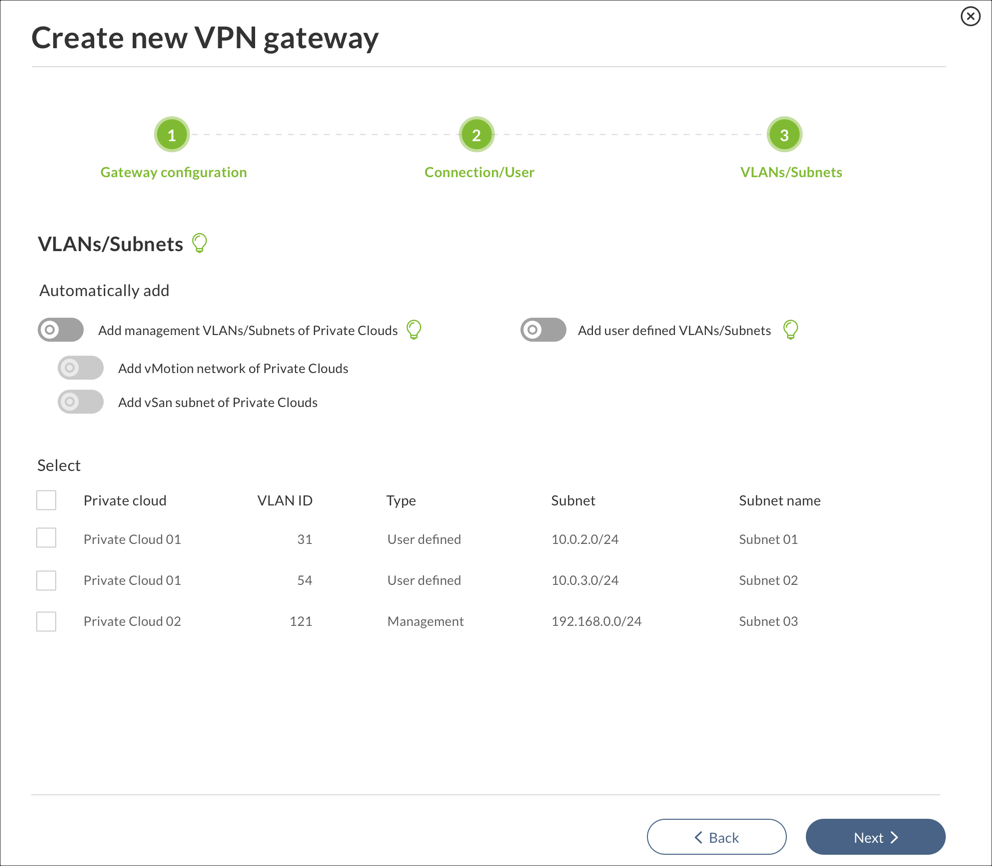 Create new VPN gateway
1 2 3
Gateway configuration Connection/User VLANs/Subnets
VLANs/Subnets
Automatically add
Add management VLANs/Subnets of Private Clouds Add user defined VLANs/Subnets
Add vMotion network of Private Clouds
Add vSan subnet of Private Clouds
Select
Private cloud VLAN ID Type Subnet Subnet name
Private Cloud 01 31 User defined 10.0.2.0/24 Subnet 01
Private Cloud 01 54 User defined 10.0.3.0/24 Subnet 02
Private Cloud 02 121 Management 192.168.0.0/24 Subnet 03
Back Next